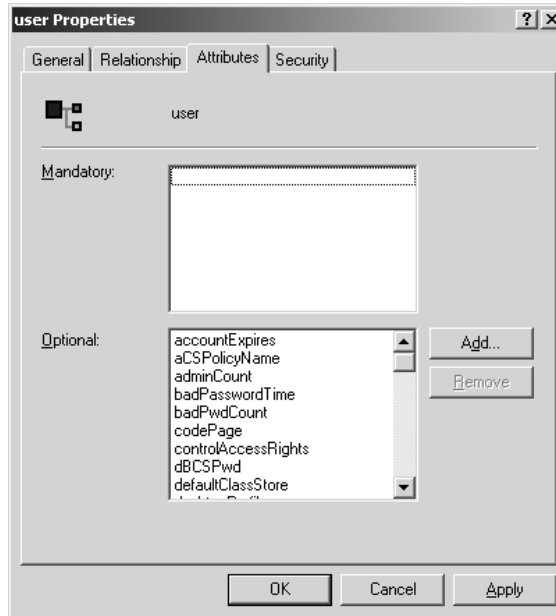 user Properties
General Relationship Attributes Security
user
Mandatory:
Optional:
accountExpires
aCSPolicyName
adminCount
badPasswordTime
badPwdCount
codePage
controlAccessRights
dBCSPwd
defaultClassStore
Add...
Remove
OK Cancel Apply